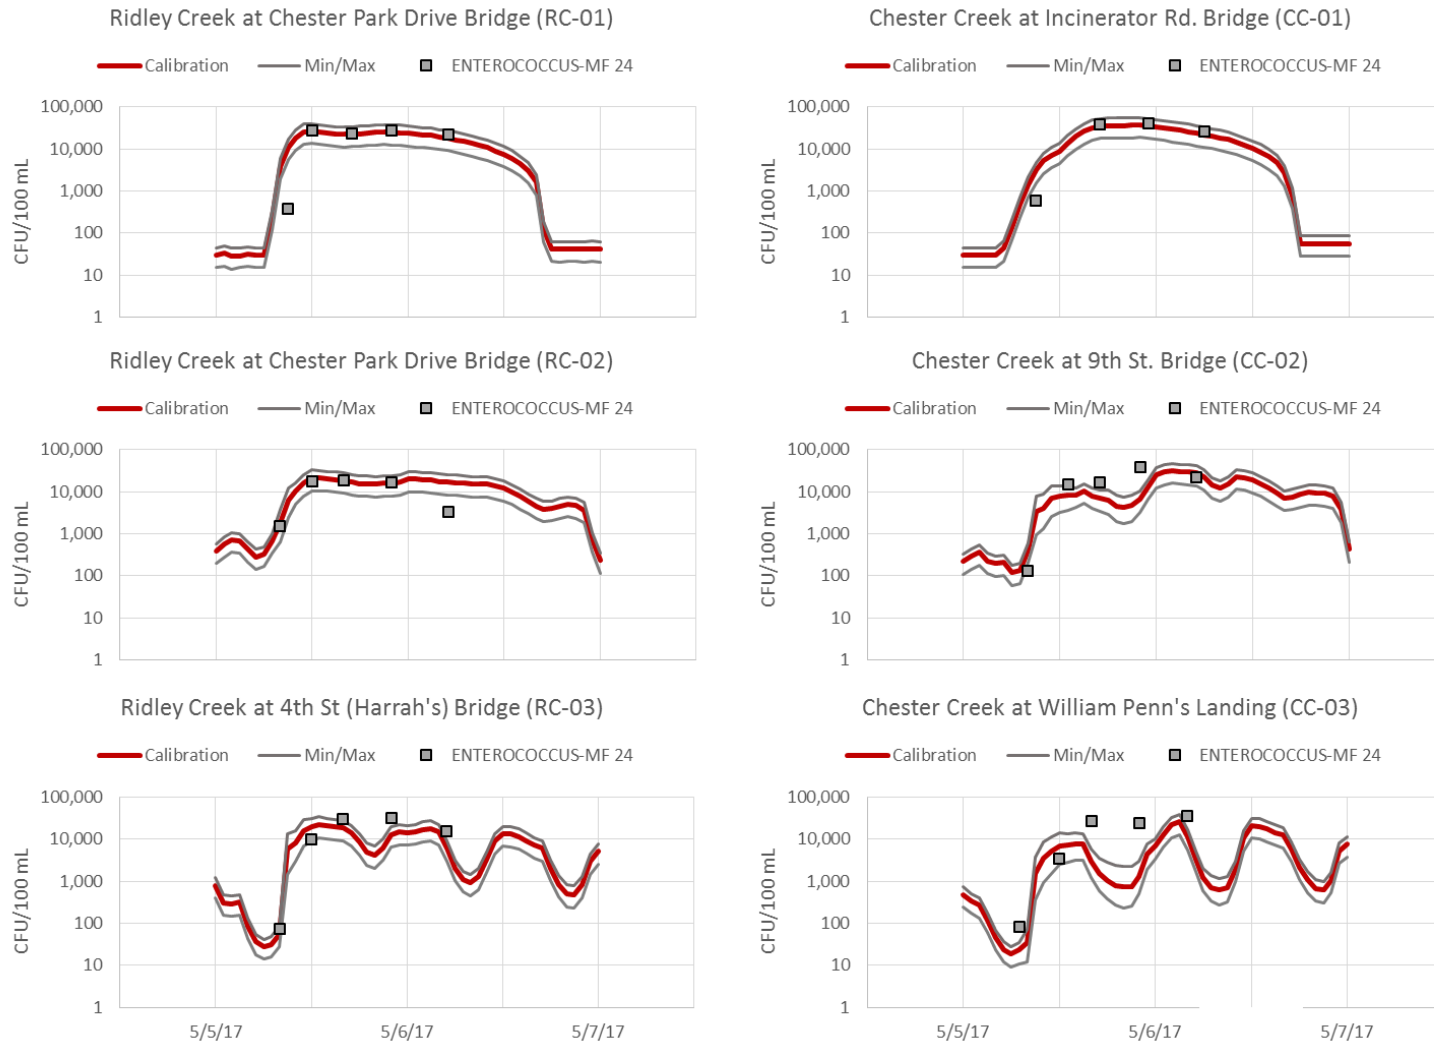 Ridley Creek at Chester Park Drive Bridge (RC-01)
Calibration Min/Max ENTEROCOCCUS-MF 24
100,000
10,000
1,000
100
10
1
CFU/100 mL
Chester Creek at Incinerator Rd. Bridge (CC-01)
Calibration Min/Max ENTEROCOCCUS-MF 24
100,000
10,000
1,000
100
10
1
CFU/100 mL
Ridley Creek at Chester Park Drive Bridge (RC-02)
Calibration Min/Max ENTEROCOCCUS-MF 24
100,000
10,000
1,000
100
10
1
CFU/100 mL
Chester Creek at 9th St. Bridge (CC-02)
Calibration Min/Max ENTEROCOCCUS-MF 24
100,000
10,000
1,000
100
10
1
CFU/100 mL
Ridley Creek at 4th St (Harrah's) Bridge (RC-03)
Calibration Min/Max ENTEROCOCCUS-MF 24
100,000
10,000
1,000
100
10
1
CFU/100 mL
5/5/17 5/6/17 5/7/17
Chester Creek at William Penn's Landing (CC-03)
Calibration Min/Max ENTEROCOCCUS-MF 24
100,000
10,000
1,000
100
10
1
CFU/100 mL
5/5/17 5/6/17 5/7/17